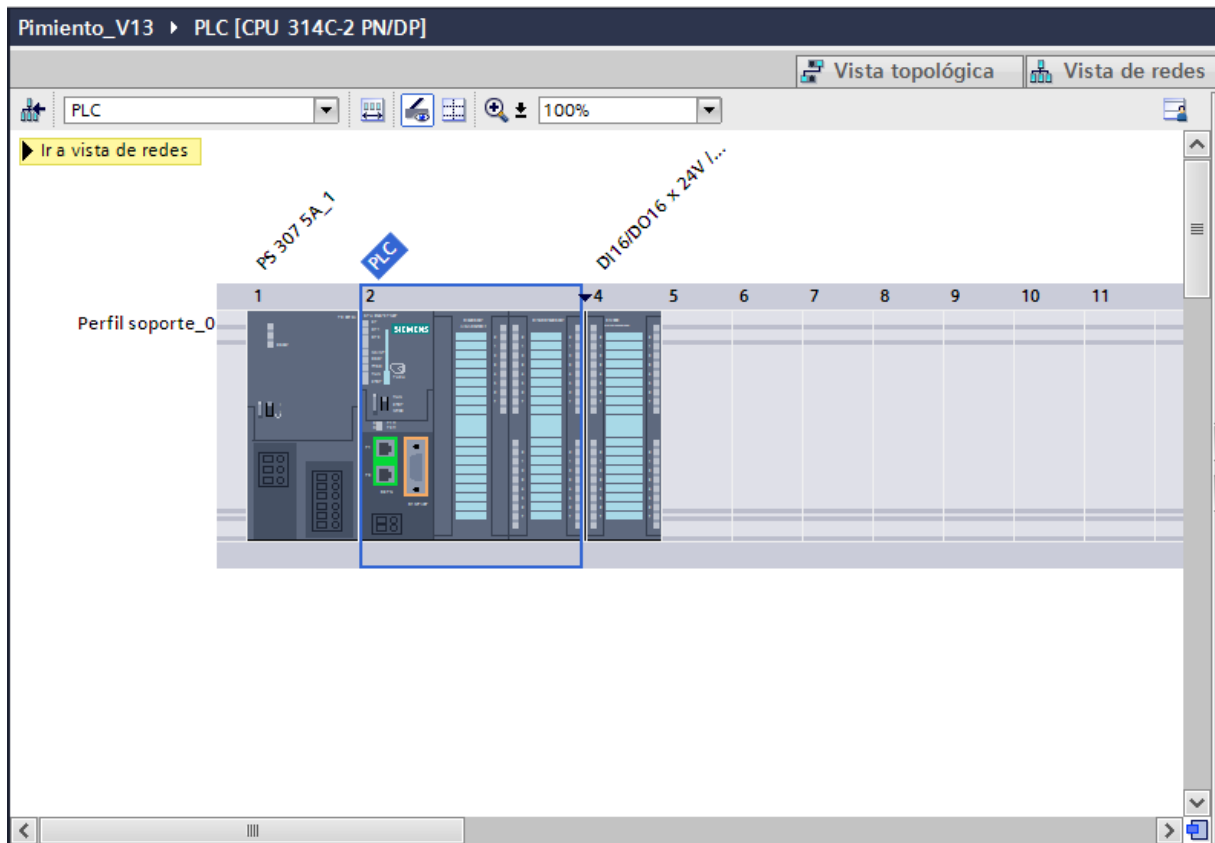 Pimiento_V13 ▸ PLC [CPU 314C-2 PN/DP]
Vista topológica
Vista de redes
PLC
100%
Ir a vista de redes
PS 307 5A_1
PLC
DI16/DO16 x 24V /...
1 2 4 5 6 7 8 9 10 11
Perfil soporte_0
SIEMENS